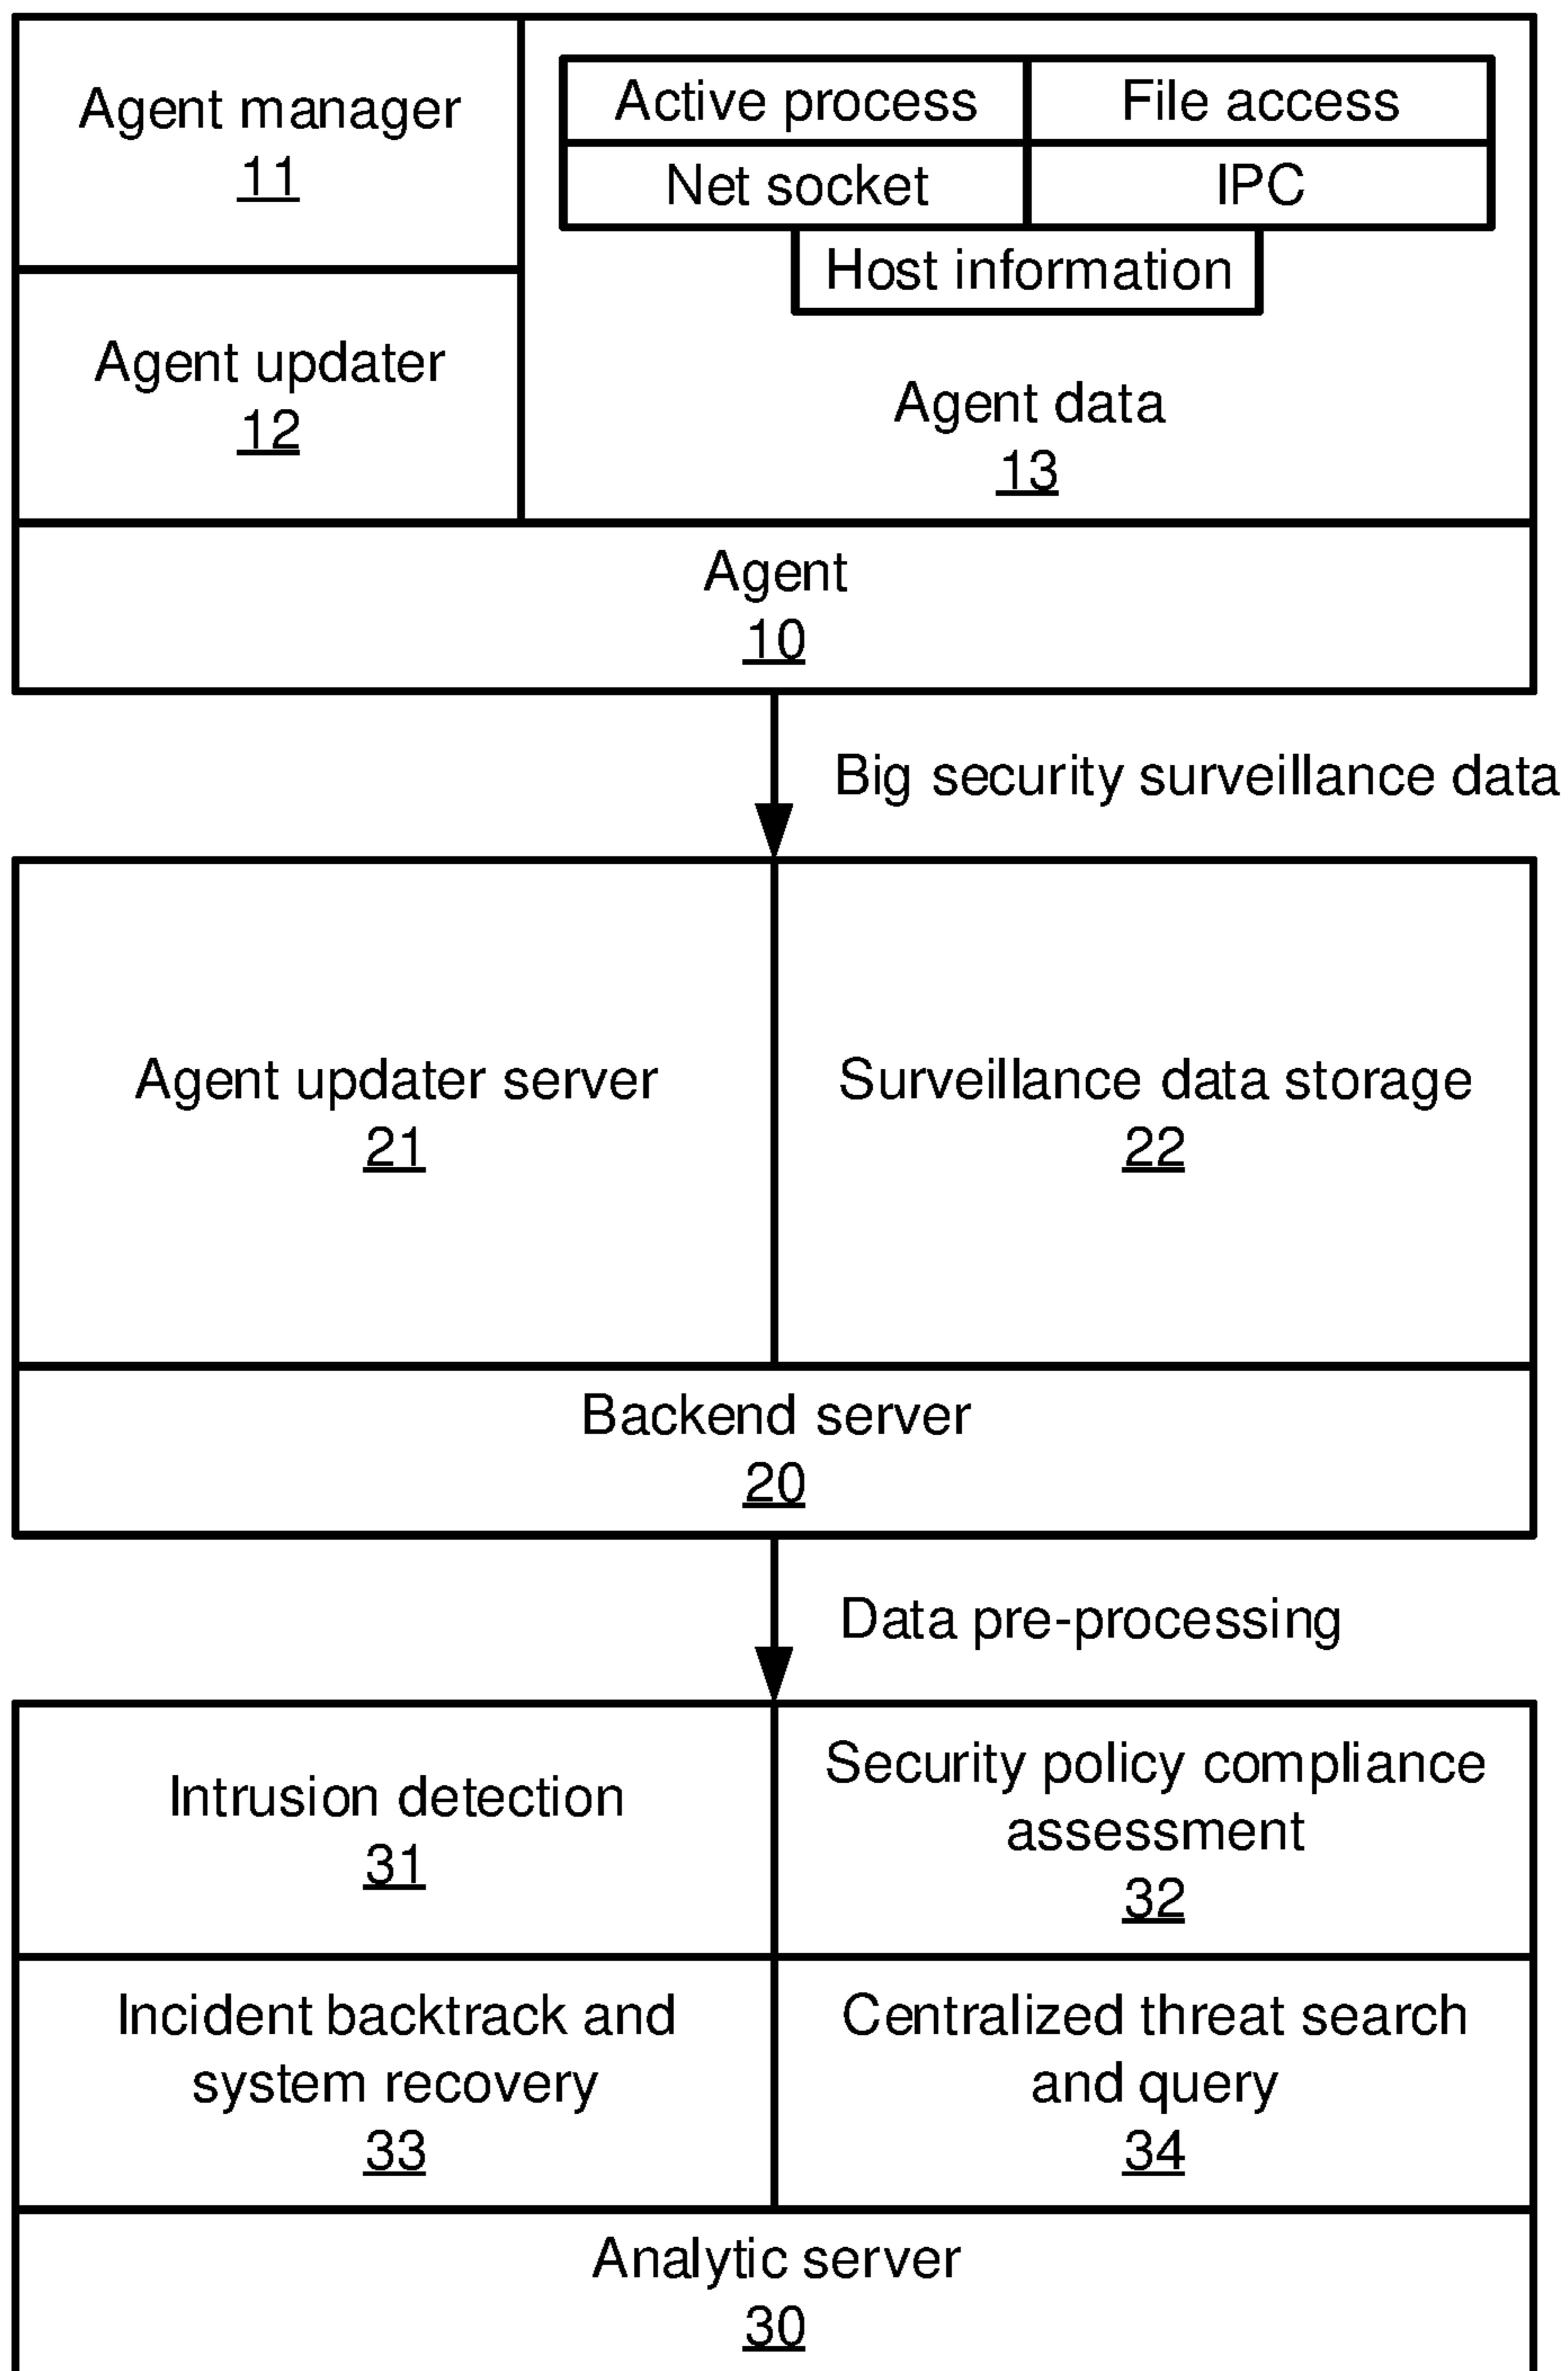 Agent manager
11
Agent updater
12
Active process
File access
Net socket
IPC
Host information
Agent data
13
Agent
10
Big security surveillance data
Agent updater server
21
Surveillance data storage
22
Backend server
20
Data pre-processing
Intrusion detection
31
Security policy compliance
assessment
32
Incident backtrack and
system recovery
33
Centralized threat search
and query
34
Analytic server
30